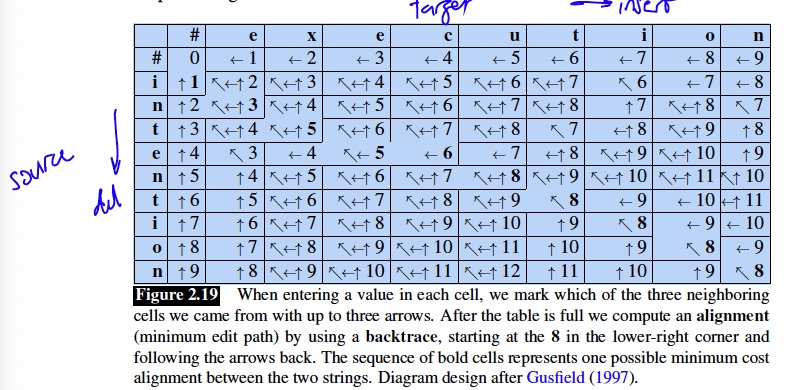 target → insert
# e x e c u t i o n
# 0 ← 1 ← 2 ← 3 ← 4 ← 5 ← 6 ← 7 ← 8 ← 9
i ↑ 1 ↖←↑ 2 ↖←↑ 3 ↖←↑ 4 ↖←↑ 5 ↖←↑ 6 ↖←↑ 7 ↖ 6 ← 7 ← 8
n ↑ 2 ↖←↑ 3 ↖←↑ 4 ↖←↑ 5 ↖←↑ 6 ↖←↑ 7 ↖←↑ 8 ↑ 7 ↖←↑ 8 ↖ 7
t ↑ 3 ↖←↑ 4 ↖←↑ 5 ↖←↑ 6 ↖←↑ 7 ↖←↑ 8 ↖ 7 ←↑ 8 ↖←↑ 9 ↑ 8
e ↑ 4 ↖ 3 ← 4 ↖← 5 ← 6 ← 7 ←↑ 8 ↖←↑ 9 ↖←↑ 10 ↑ 9
n ↑ 5 ↑ 4 ↖←↑ 5 ↖←↑ 6 ↖←↑ 7 ↖←↑ 8 ↖←↑ 9 ↖←↑ 10 ↖←↑ 11 ↖↑ 10
t ↑ 6 ↑ 5 ↖←↑ 6 ↖←↑ 7 ↖←↑ 8 ↖←↑ 9 ↖ 8 ← 9 ← 10 ←↑ 11
i ↑ 7 ↑ 6 ↖←↑ 7 ↖←↑ 8 ↖←↑ 9 ↖←↑ 10 ↑ 9 ↖ 8 ← 9 ← 10
o ↑ 8 ↑ 7 ↖←↑ 8 ↖←↑ 9 ↖←↑ 10 ↖←↑ 11 ↑ 10 ↑ 9 ↖ 8 ← 9
n ↑ 9 ↑ 8 ↖←↑ 9 ↖←↑ 10 ↖←↑ 11 ↖←↑ 12 ↑ 11 ↑ 10 ↑ 9 ↖ 8
source
del
Figure 2.19 When entering a value in each cell, we mark which of the three neighboring
cells we came from with up to three arrows. After the table is full we compute an alignment
(minimum edit path) by using a backtrace, starting at the 8 in the lower-right corner and
following the arrows back. The sequence of bold cells represents one possible minimum cost
alignment between the two strings. Diagram design after Gusfield (1997).